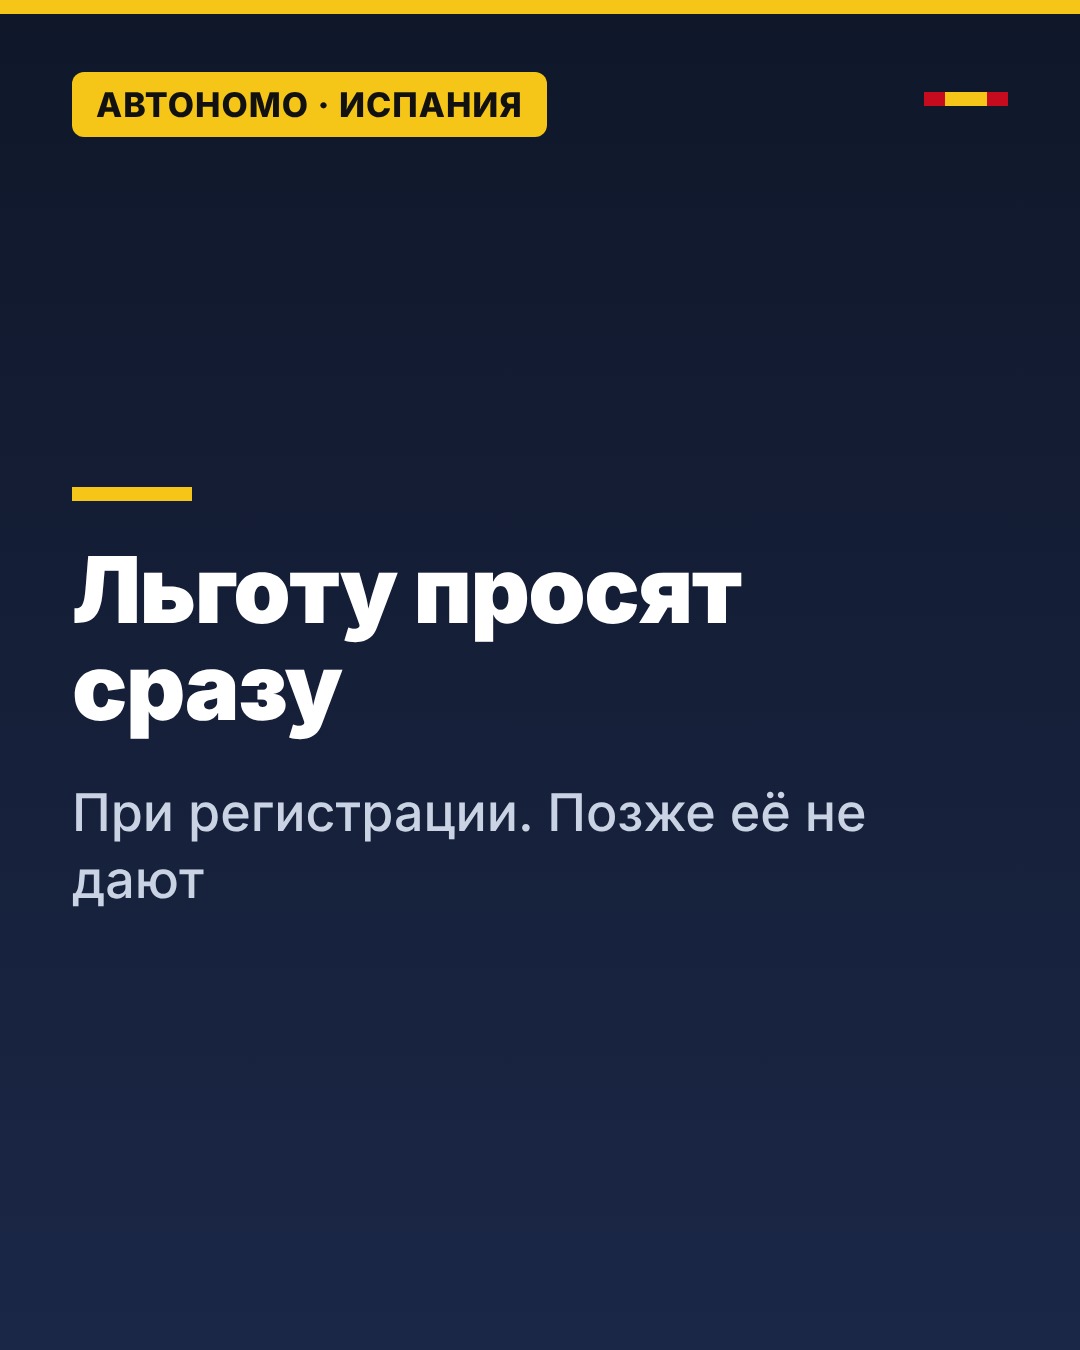 АВТОНОМО · ИСПАНИЯ
Льготу просят
сразу
При регистрации. Позже её не
дают